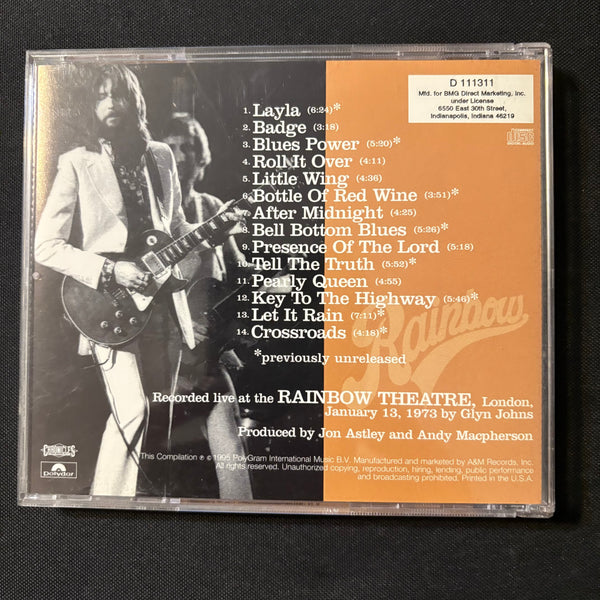 D 111311
Mfd. for BMG Direct Marketing, Inc.
under License
6550 East 30th Street,
Indianapolis, Indiana 46219
COMPACT
disc
DIGITAL AUDIO
1. Layla (6:24)*
2. Badge (3:18)
3. Blues Power (5:20)*
4. Roll It Over (4:11)
5. Little Wing (4:36)
6. Bottle Of Red Wine (3:51)*
7. After Midnight (4:25)
8. Bell Bottom Blues (5:26)*
9. Presence Of The Lord (5:18)
10. Tell The Truth (5:52)*
11. Pearly Queen (4:55)
12. Key To The Highway (5:46)*
13. Let It Rain (7:11)*
14. Crossroads (4:18)*
Rainbow
*previously unreleased
Recorded live at the RAINBOW THEATRE, London,
January 13, 1973 by Glyn Johns
Produced by Jon Astley and Andy Macpherson
CHRONICLES
polydor
This Compilation ℗ © 1995 PolyGram International Music B.V. Manufactured and marketed by A&M Records, Inc.
All rights reserved. Unauthorized copying, reproduction, hiring, lending, public performance
and broadcasting prohibited. Printed in the U.S.A.